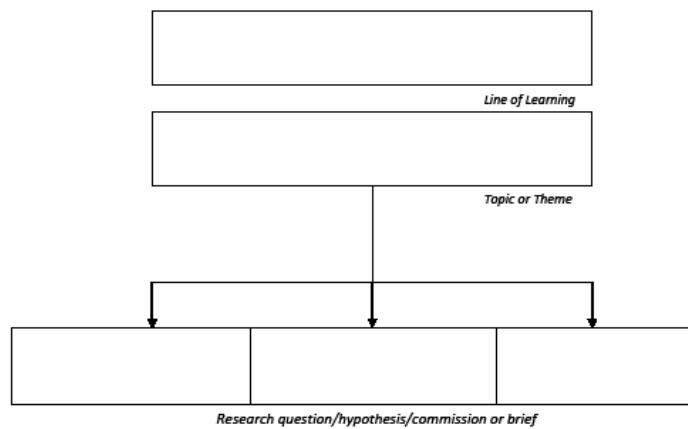 Line of Learning
Topic or Theme
Research question/hypothesis/commission or brief